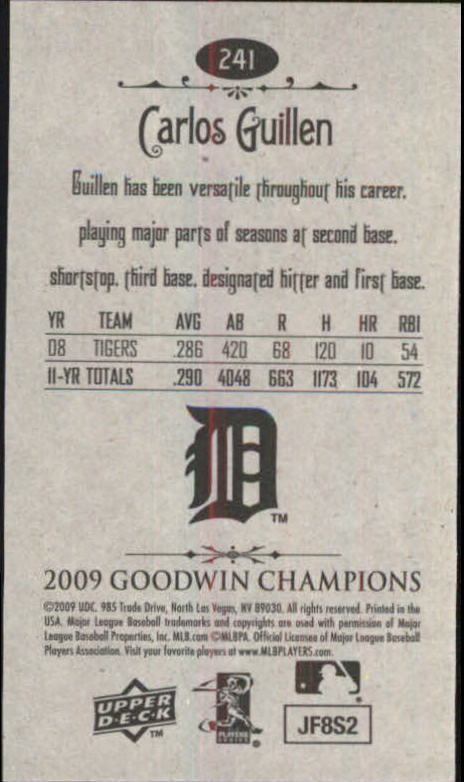 241
Carlos Guillen
Guillen has been versatile throughout his career,
playing major parts of seasons at second base,
shortstop, third base, designated hitter and first base.
YR TEAM AVG AB R H HR RBI
08 TIGERS .286 420 68 120 10 54
11-YR TOTALS .290 4048 663 1173 104 572
D
TM
2009 GOODWIN CHAMPIONS
©2009 UDC. 985 Trade Drive, North Las Vegas, NV 89030. All rights reserved. Printed in the
USA. Major League Baseball trademarks and copyrights are used with permission of Major
League Baseball Properties, Inc. MLB.com ©MLBPA. Official Licensee of Major League Baseball
Players Association. Visit your favorite players at www.MLBPLAYERS.com.
UPPER
D·E·C·K
TM
PLAYERS
JF8S2